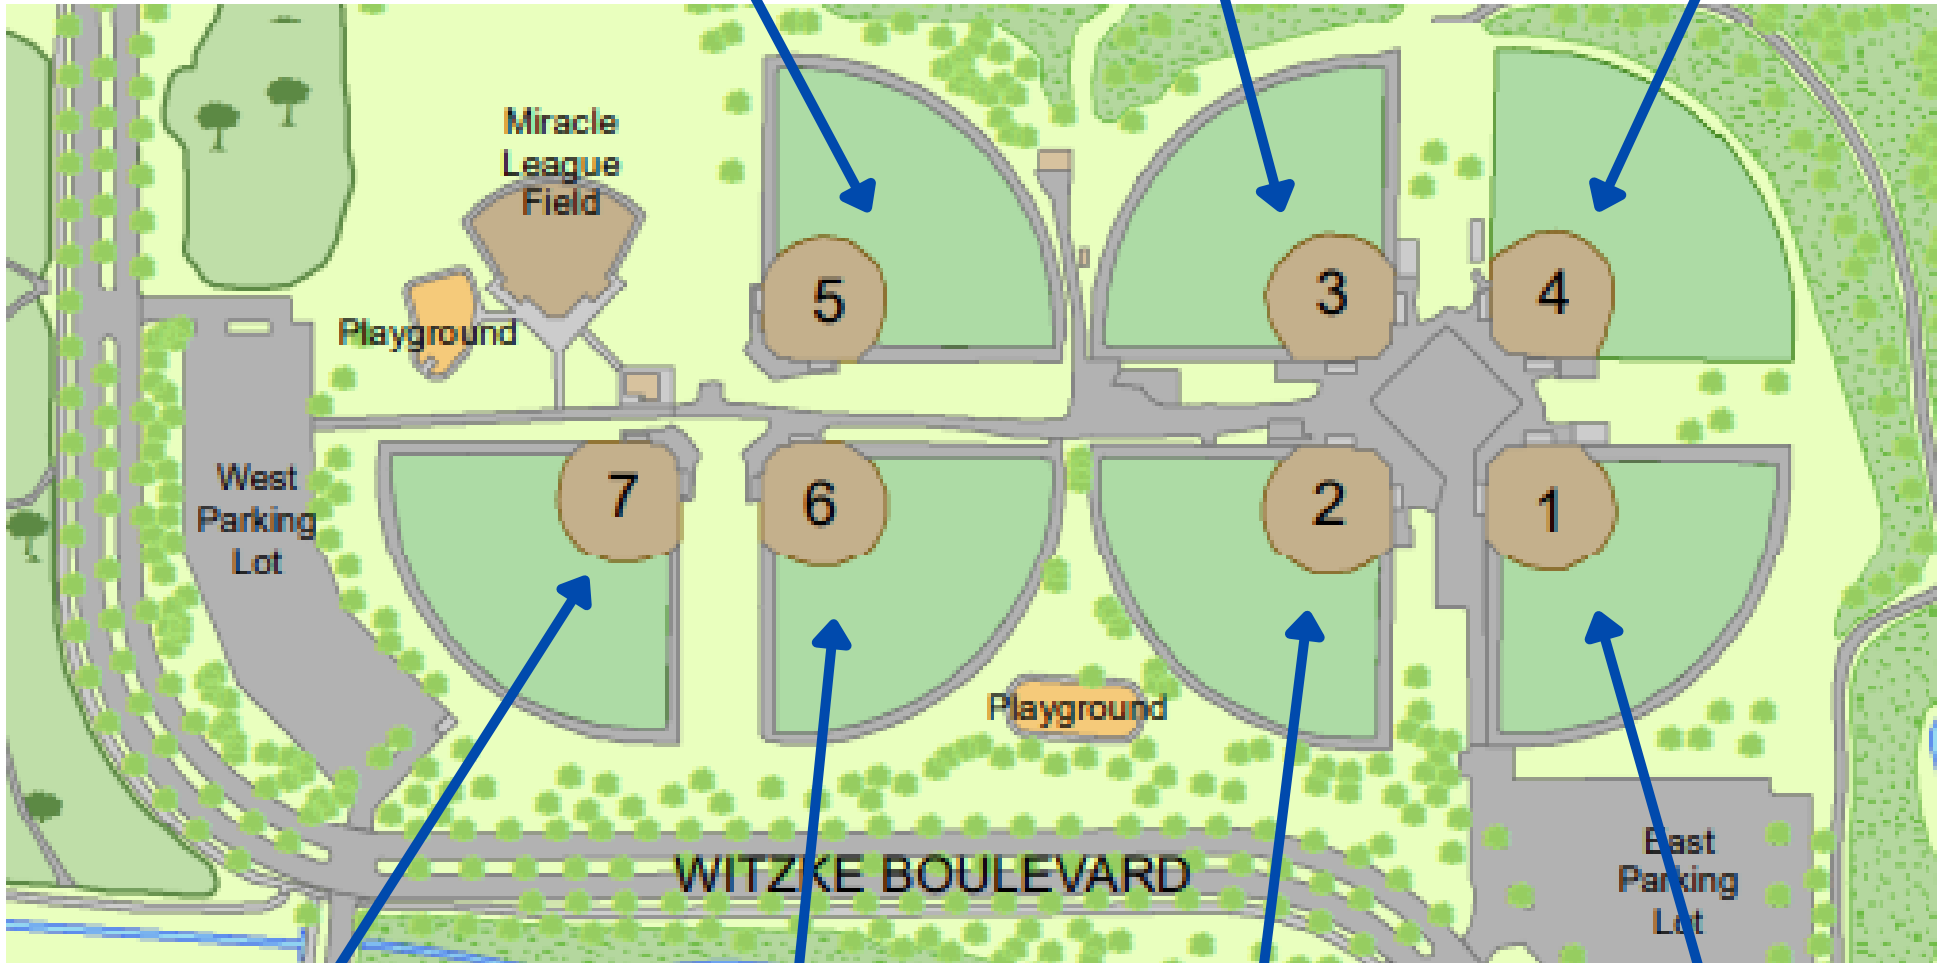 Miracle
League
Field
5
3
4
Playground
West
Parking
Lot
7
6
2
1
Playground
WITZKE BOULEVARD
East
Parking
Lot